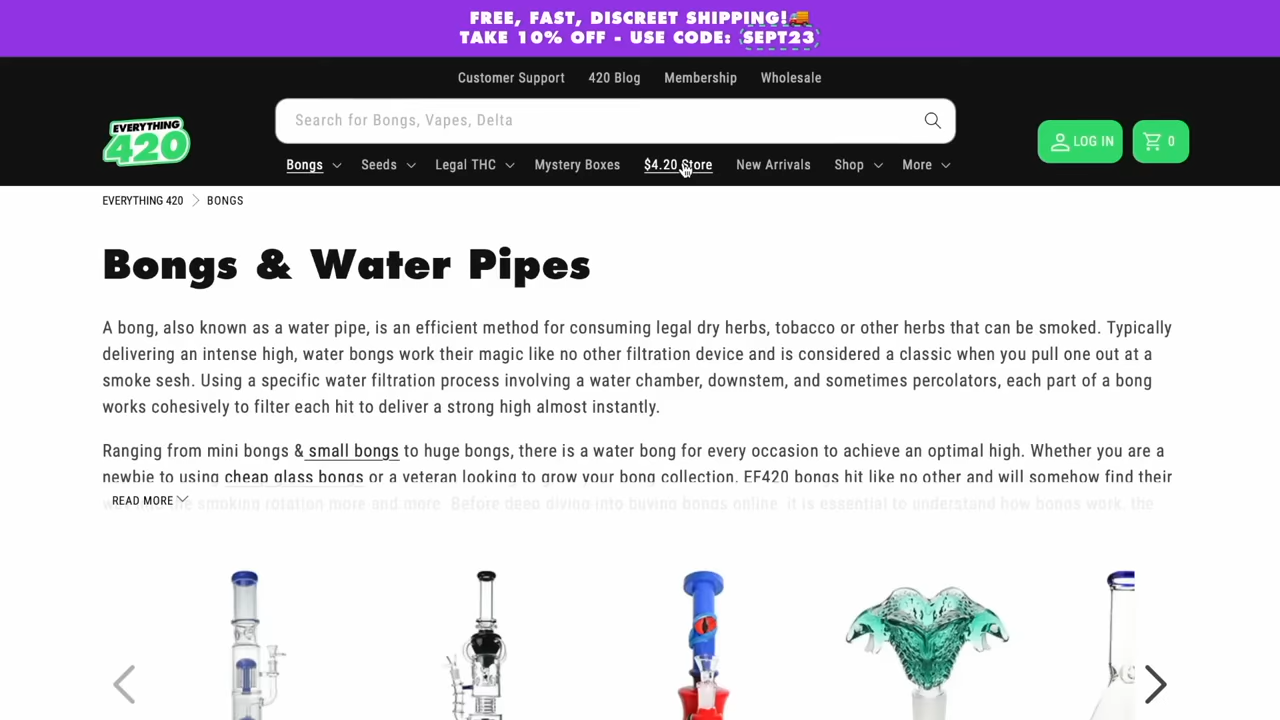 FREE, FAST, DISCREET SHIPPING!🚚
TAKE 10% OFF - USE CODE: SEPT23
Customer Support 420 Blog Membership Wholesale
EVERYTHING
420
Search for Bongs, Vapes, Delta
LOG IN 0
Bongs Seeds Legal THC Mystery Boxes $4.20 Store New Arrivals Shop More
EVERYTHING 420 > BONGS
Bongs & Water Pipes
A bong, also known as a water pipe, is an efficient method for consuming legal dry herbs, tobacco or other herbs that can be smoked. Typically
delivering an intense high, water bongs work their magic like no other filtration device and is considered a classic when you pull one out at a
smoke sesh. Using a specific water filtration process involving a water chamber, downstem, and sometimes percolators, each part of a bong
works cohesively to filter each hit to deliver a strong high almost instantly.
Ranging from mini bongs & small bongs to huge bongs, there is a water bong for every occasion to achieve an optimal high. Whether you are a
newbie to using cheap glass bongs or a veteran looking to grow your bong collection. EF420 bongs hit like no other and will somehow find their
READ MORE
the smoking rotation more and more. Before deep diving into buying bongs online, it is essential to understand how bongs work, the